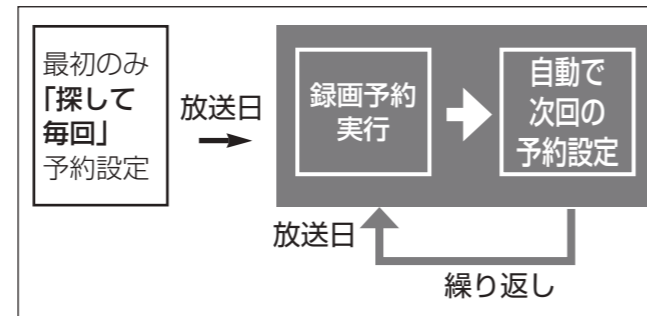 最初のみ
「探して
毎回」
予約設定
放送日
録画予約
実行
自動で
次回の
予約設定
放送日
繰り返し